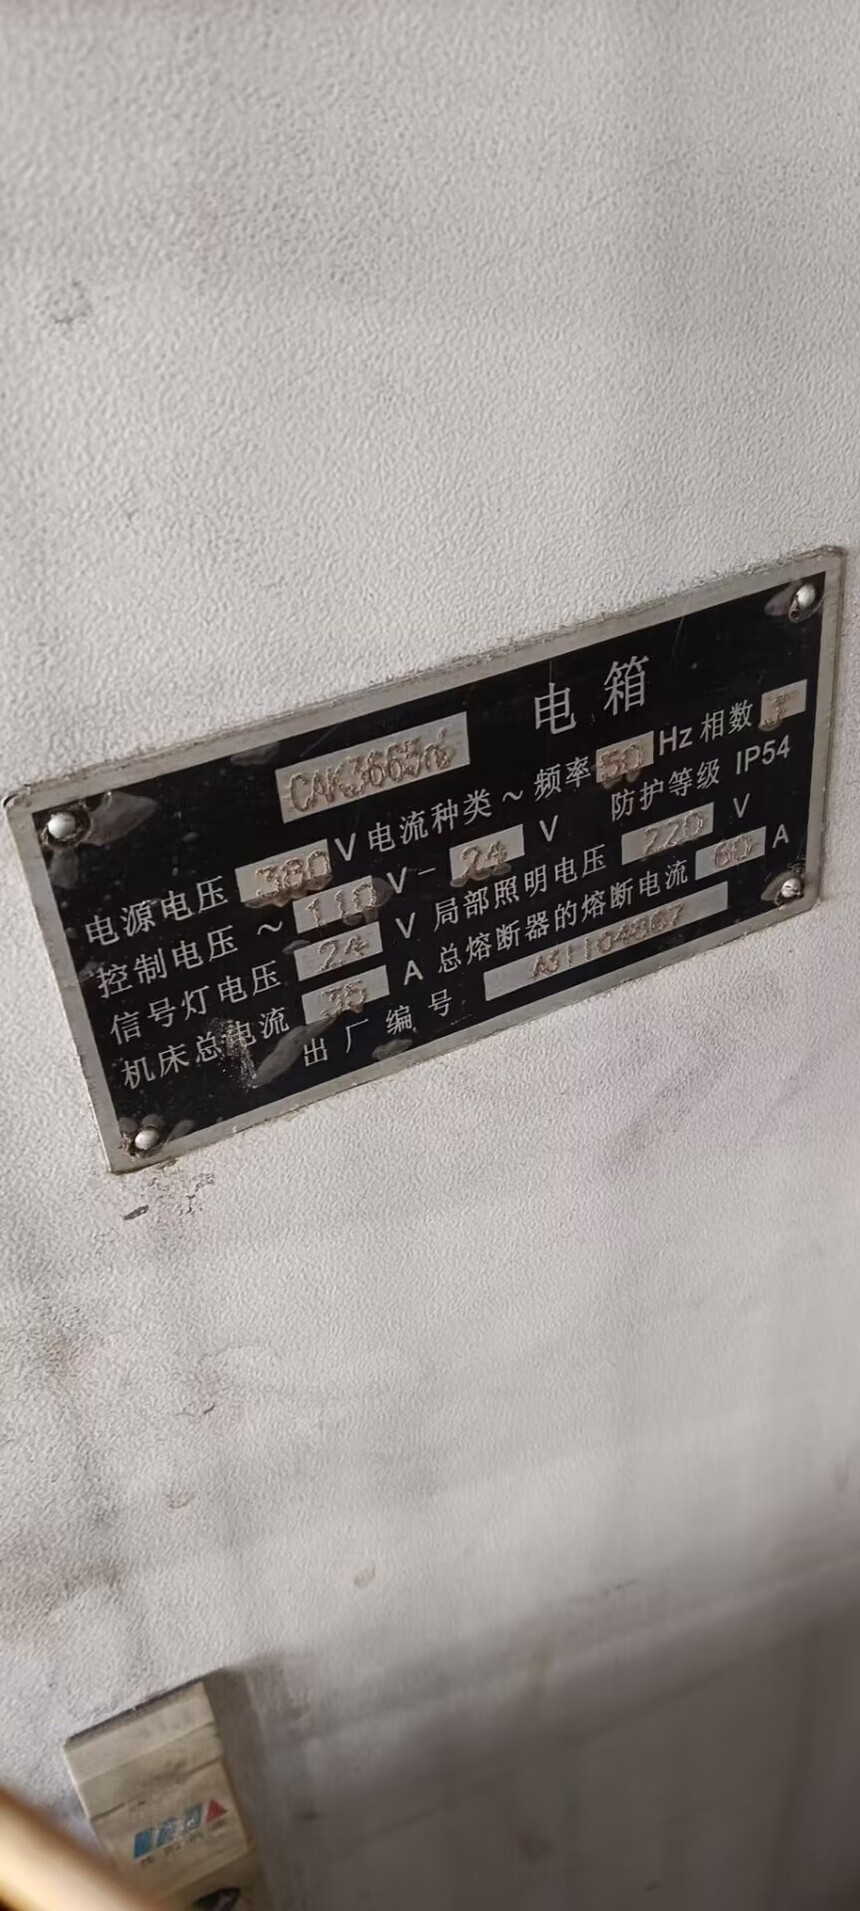 CAK3665ni 电箱
电源电压 380 V 电流种类 ~ 频率 50 Hz 相数
控制电压 ~ 110 V - 24 V 防护等级 IP54
信号灯电压 24 V 局部照明电压 220 V
机床总电流 35 A 总熔断器的熔断电流 60 A
出厂编号 A31104867